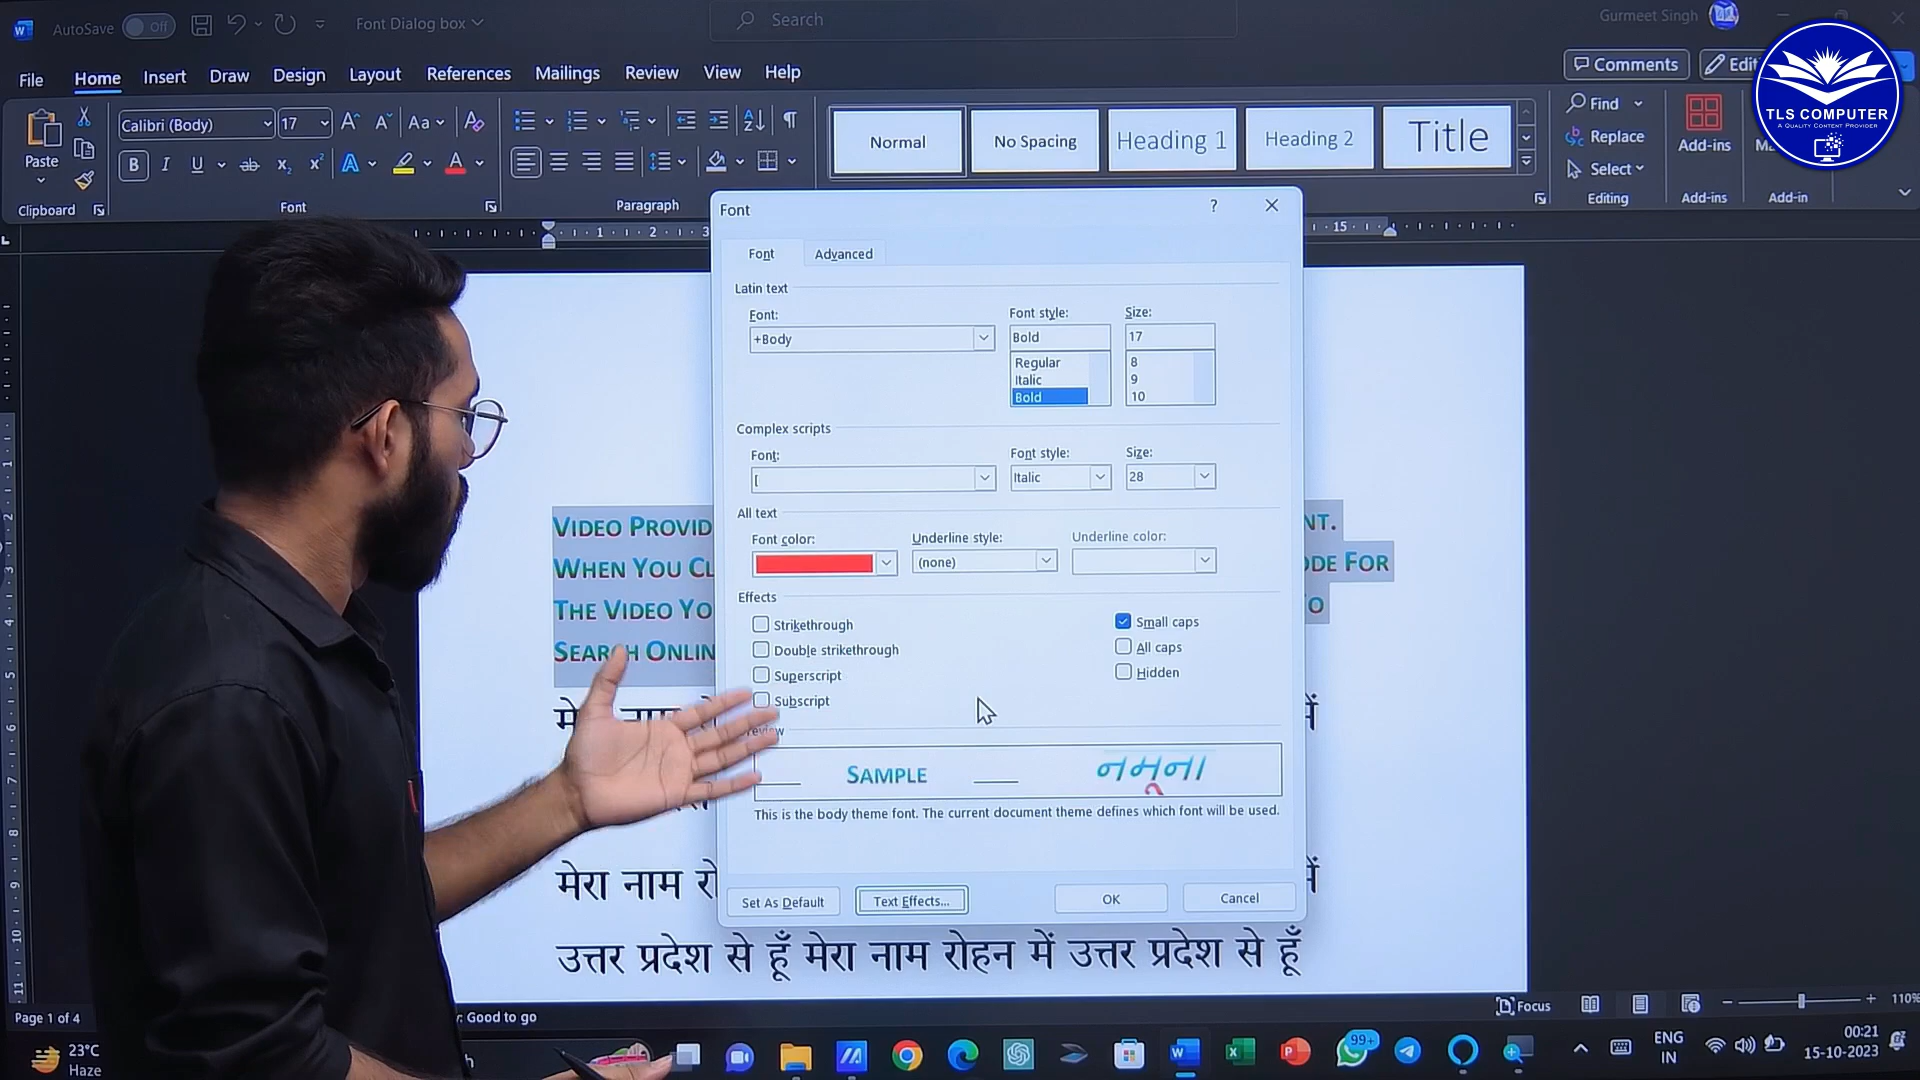 AutoSave Off Font Dialog box Search Gurmeet Singh
File Home Insert Draw Design Layout References Mailings Review View Help Comments
TLS COMPUTER
A QUALITY CONTENT PROVIDER
Calibri (Body) 17 Aa Normal No Spacing Heading 1 Heading 2 Title Find
Paste Replace Add-ins
B I U ab Select
Clipboard Font Paragraph Editing Add-ins Add-in
Font ?
Font Advanced
Latin text
Font: Font style: Size:
+Body Bold 17
Regular 8
Italic 9
Bold 10
Complex scripts
Font: Font style: Size:
[ Italic 28
All text
Font color: Underline style: Underline color:
(none)
Effects
Strikethrough Small caps
Double strikethrough All caps
Superscript Hidden
Subscript
SAMPLE નમૂના
This is the body theme font. The current document theme defines which font will be used.
Set As Default Text Effects... OK Cancel
VIDEO PROVID NT.
WHEN YOU CL DE FOR
THE VIDEO YO
SEARCH ONLIN
मेरा नाम रो
उत्तर प्रदेश से हूँ मेरा नाम रोहन में उत्तर प्रदेश से हूँ
Page 1 of 4 : Good to go Focus 110%
23°C
Haze
99+
ENG
IN
00:21
15-10-2023